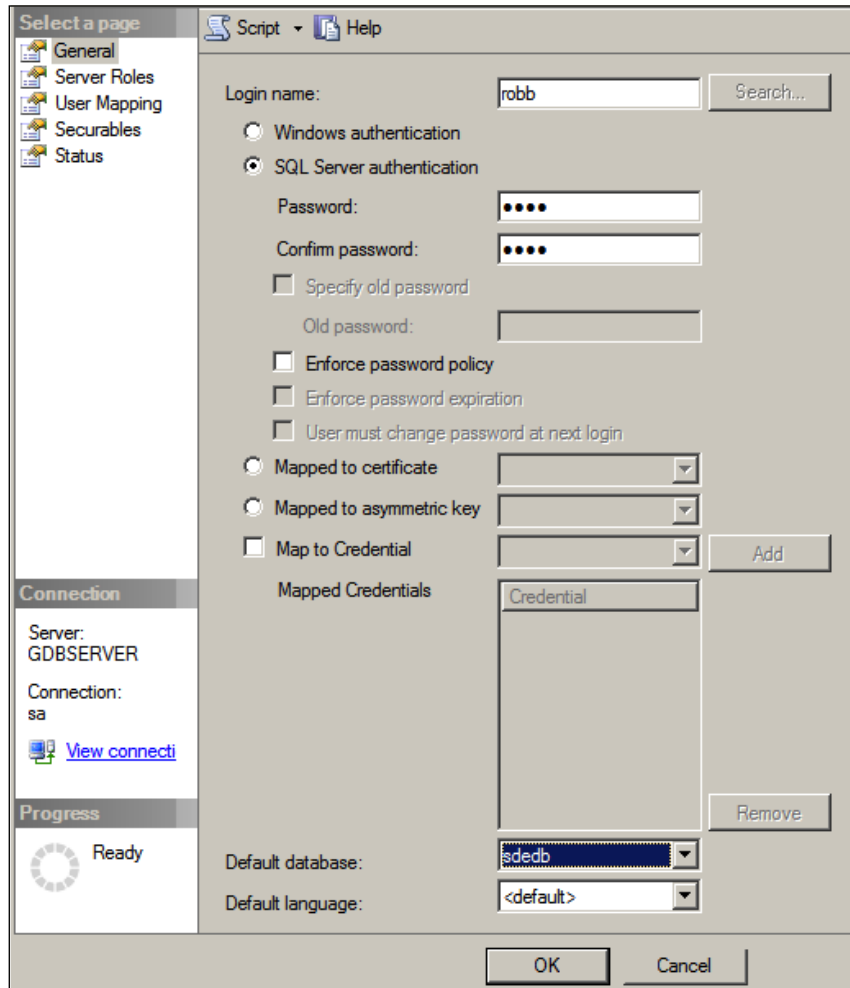 Select a page
General
Server Roles
User Mapping
Securables
Status
Connection
Server:
GDBSERVER
Connection:
sa
View connecti
Progress
Ready
Script Help
Login name: robb Search...
Windows authentication
SQL Server authentication
Password: ●●●●
Confirm password: ●●●●
Specify old password
Old password:
Enforce password policy
Enforce password expiration
User must change password at next login
Mapped to certificate
Mapped to asymmetric key
Map to Credential Add
Mapped Credentials Credential
Remove
Default database: sdedb
Default language: <default>
OK Cancel